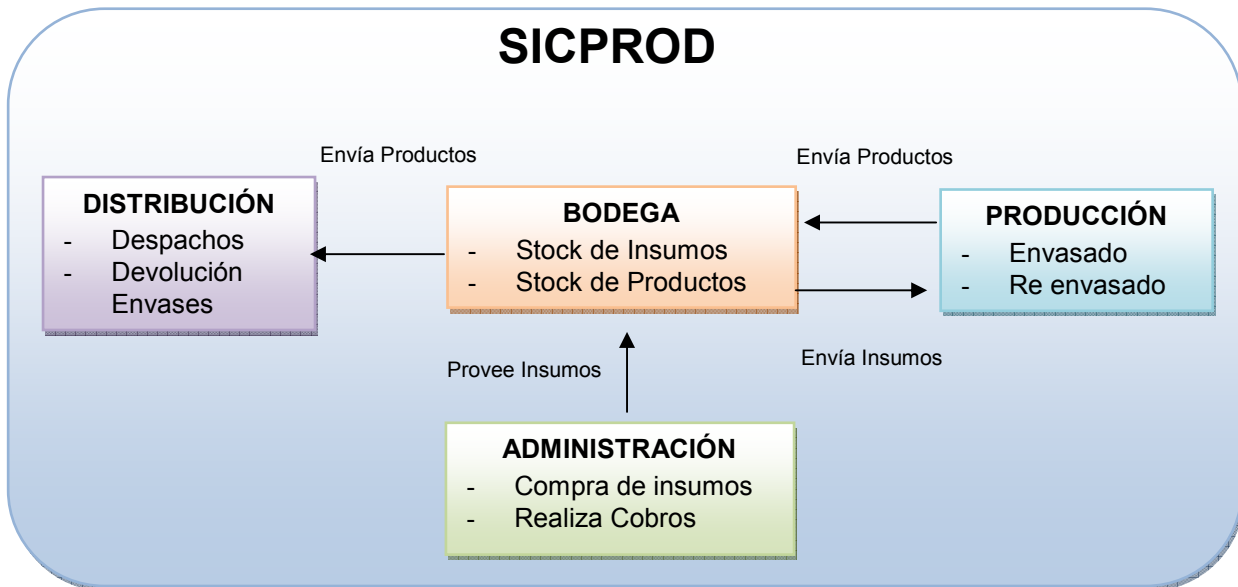 SICPROD
Envía Productos
Envía Productos
DISTRIBUCIÓN
- Despachos
- Devolución
Envases
BODEGA
- Stock de Insumos
- Stock de Productos
PRODUCCIÓN
- Envasado
- Re envasado
Provee Insumos
Envía Insumos
ADMINISTRACIÓN
- Compra de insumos
- Realiza Cobros